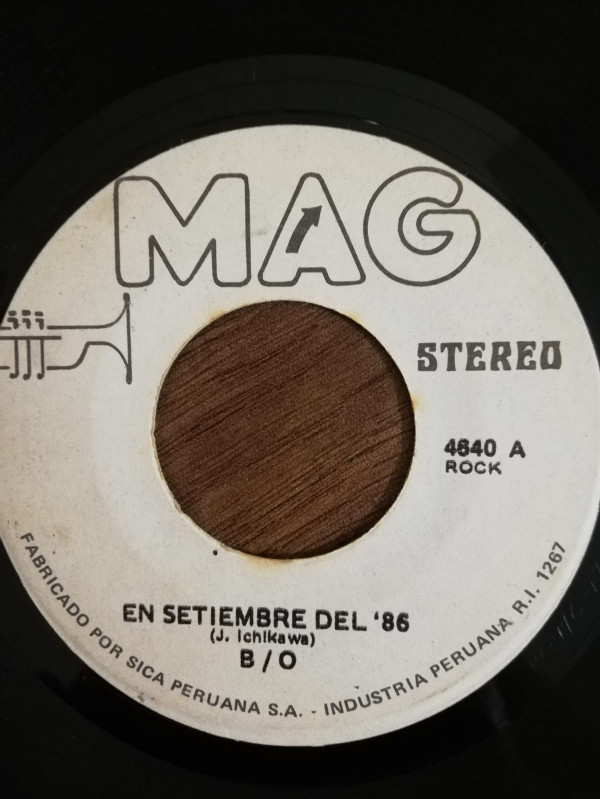 MAG
STEREO
4640 A
ROCK
EN SETIEMBRE DEL '86
(J. Ichikawa)
B / O
FABRICADO POR SICA PERUANA S.A. - INDUSTRIA PERUANA R.I. 1267